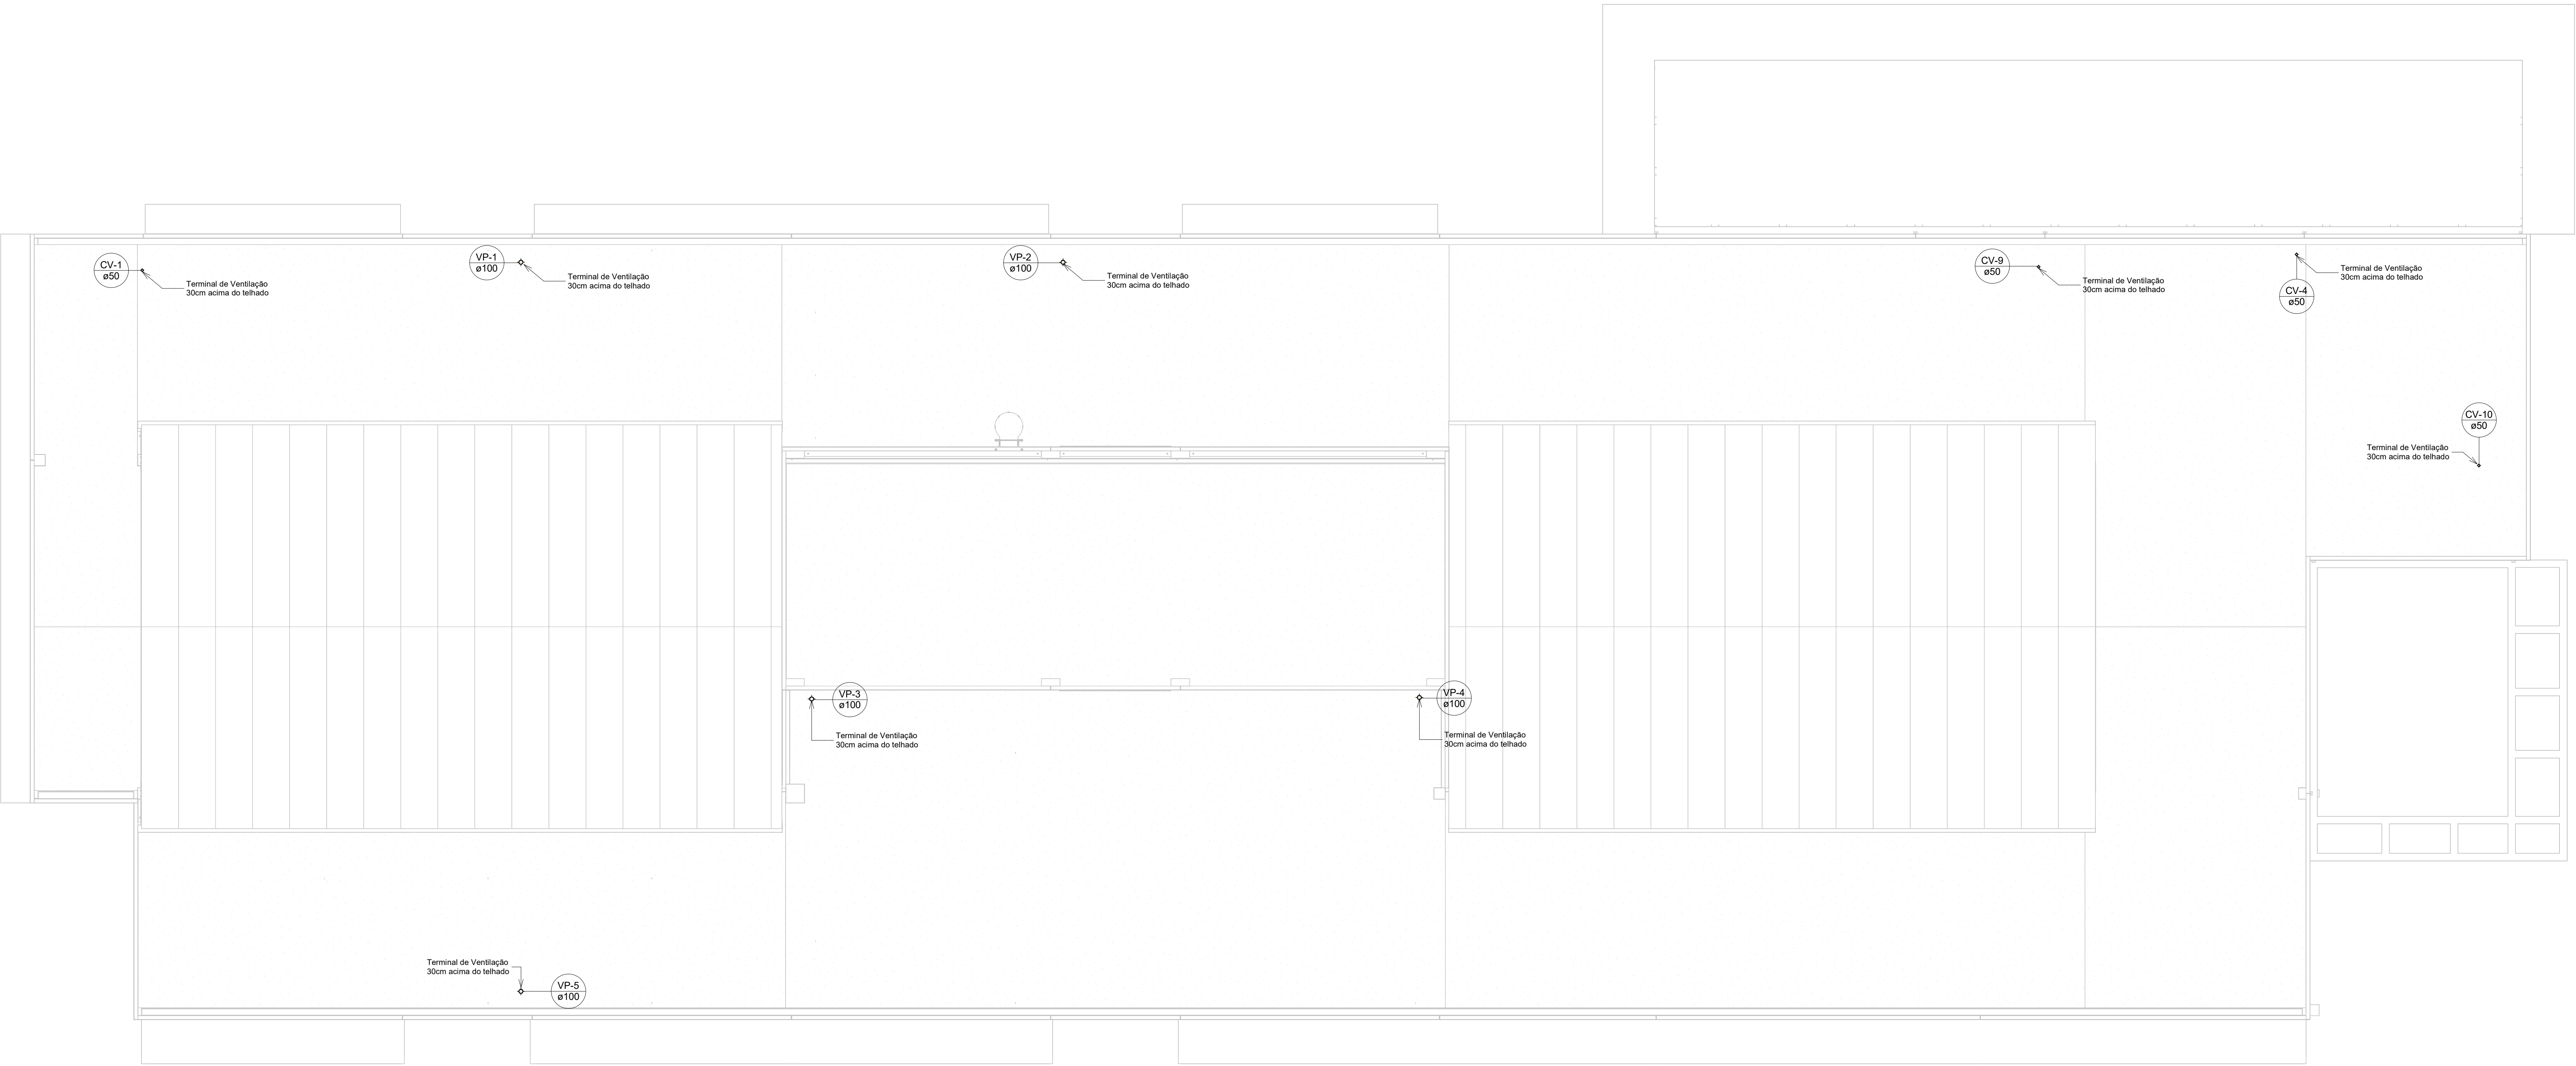 CV-1
ø50
Terminal de Ventilação
30cm acima do telhado
VP-1
ø100
Terminal de Ventilação
30cm acima do telhado
VP-2
ø100
Terminal de Ventilação
30cm acima do telhado
CV-9
ø50
Terminal de Ventilação
30cm acima do telhado
CV-4
ø50
Terminal de Ventilação
30cm acima do telhado
CV-10
ø50
Terminal de Ventilação
30cm acima do telhado
VP-3
ø100
Terminal de Ventilação
30cm acima do telhado
VP-4
ø100
Terminal de Ventilação
30cm acima do telhado
Terminal de Ventilação
30cm acima do telhado
VP-5
ø100